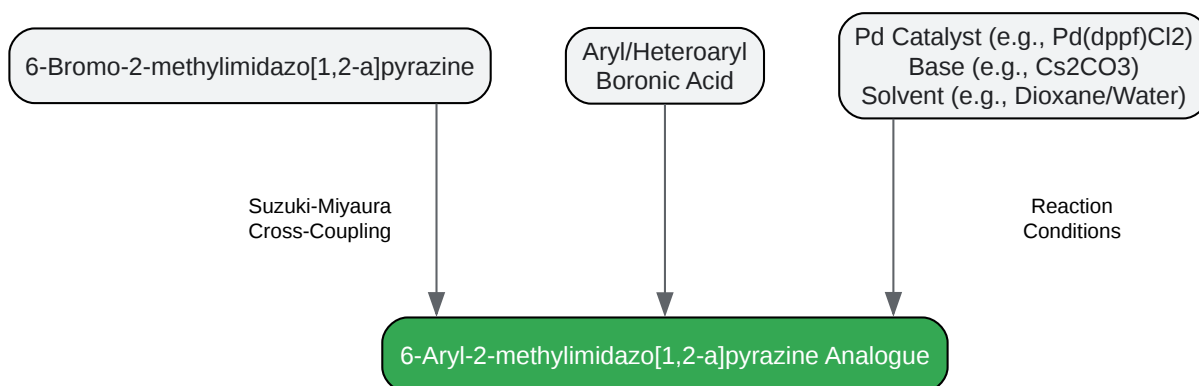 6-Bromo-2-methylimidazo[1,2-a]pyrazine
Aryl/Heteroaryl
Boronic Acid
Pd Catalyst (e.g., Pd(dppf)Cl2)
Base (e.g., Cs2CO3)
Solvent (e.g., Dioxane/Water)
Suzuki-Miyaura
Cross-Coupling
Reaction
Conditions
6-Aryl-2-methylimidazo[1,2-a]pyrazine Analogue